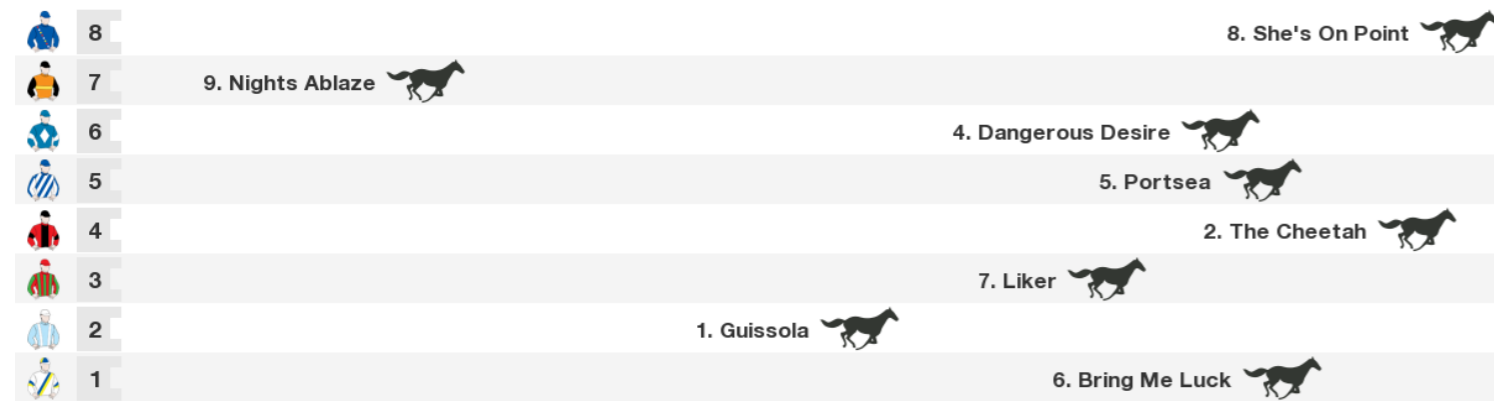 8 8. She's On Point
7 9. Nights Ablaze
6 4. Dangerous Desire
5 5. Portsea
4 2. The Cheetah
3 7. Liker
2 1. Guissola
1 6. Bring Me Luck